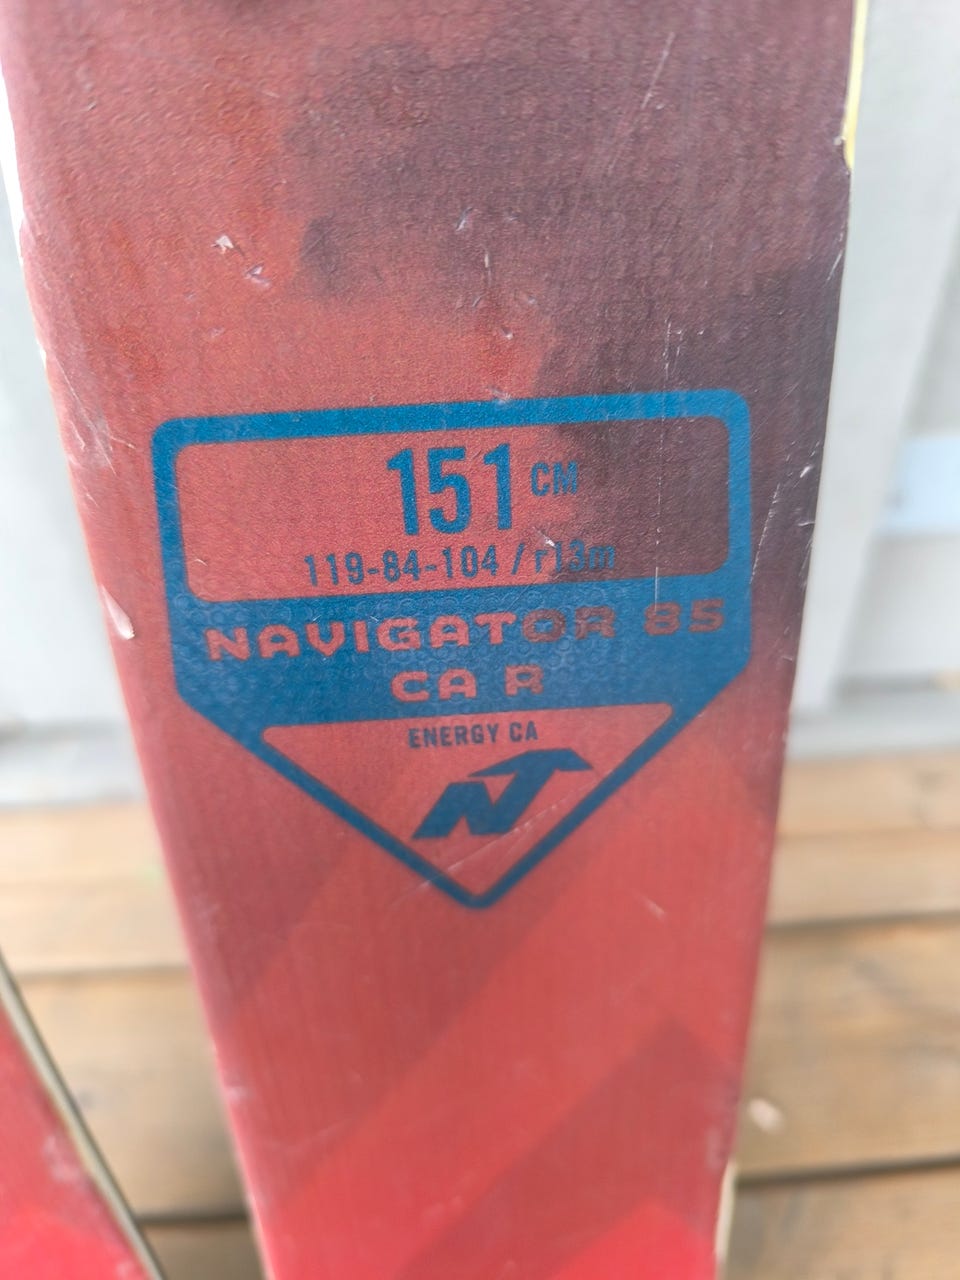 151 CM
119-84-104 / r13m
NAVIGATOR 85
CA R
ENERGY CA
N